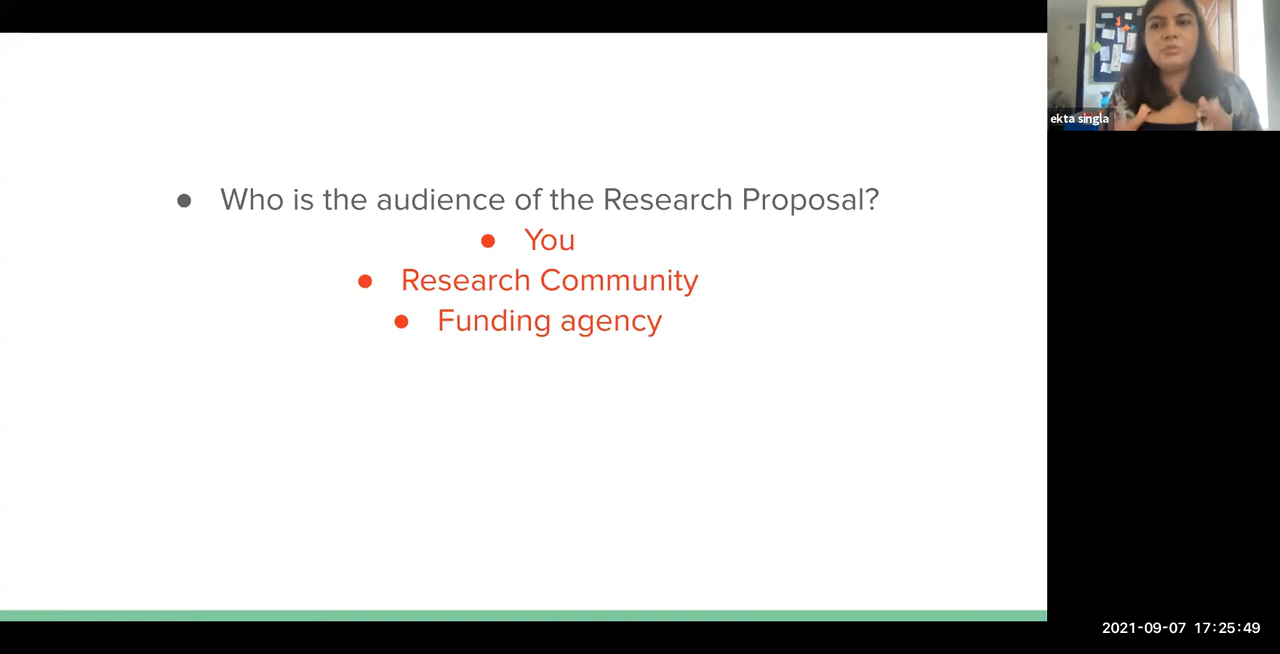 ekta singla
● Who is the audience of the Research Proposal?
● You
● Research Community
● Funding agency
2021-09-07 17:25:49